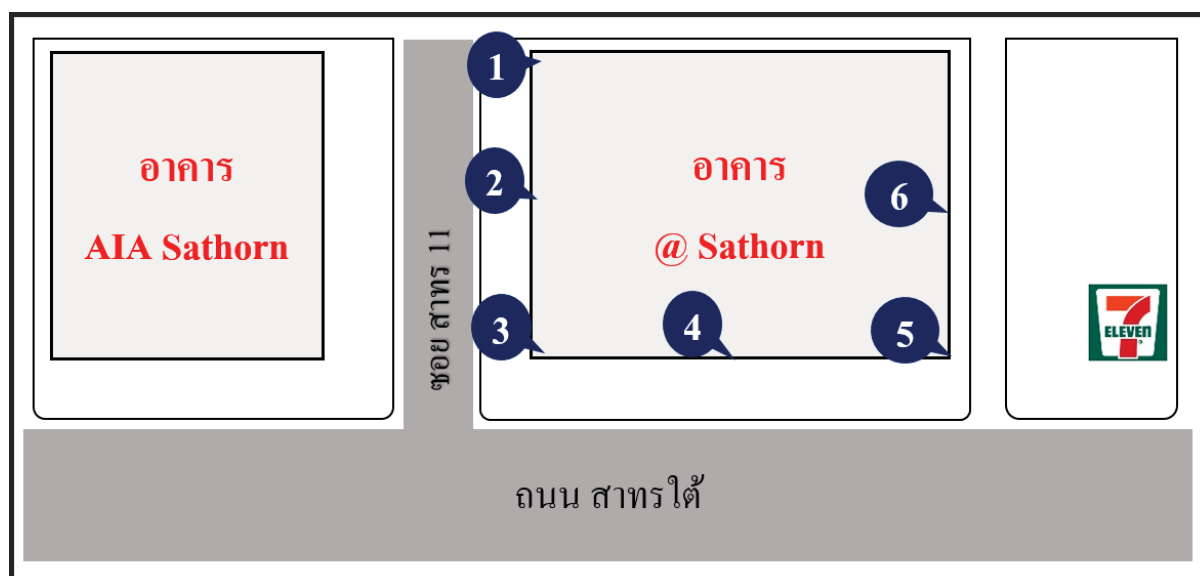 อาคาร
AIA Sathorn
ซอย สาทร 11
1
2
3
อาคาร
@ Sathorn
4
5
6
7
ELEVEn
ถนน สาทรใต้